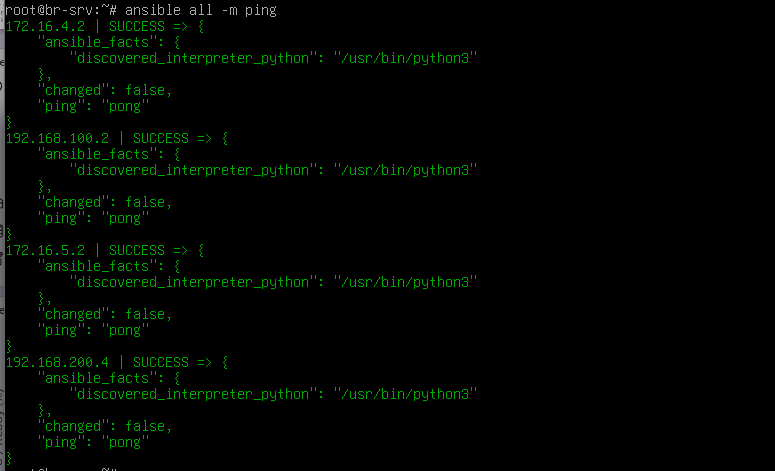 root@br-srv:~# ansible all -m ping
172.16.4.2 | SUCCESS => {
    "ansible_facts": {
        "discovered_interpreter_python": "/usr/bin/python3"
    },
    "changed": false,
    "ping": "pong"
}
192.168.100.2 | SUCCESS => {
    "ansible_facts": {
        "discovered_interpreter_python": "/usr/bin/python3"
    },
    "changed": false,
    "ping": "pong"
}
172.16.5.2 | SUCCESS => {
    "ansible_facts": {
        "discovered_interpreter_python": "/usr/bin/python3"
    },
    "changed": false,
    "ping": "pong"
}
192.168.200.4 | SUCCESS => {
    "ansible_facts": {
        "discovered_interpreter_python": "/usr/bin/python3"
    },
    "changed": false,
    "ping": "pong"
}